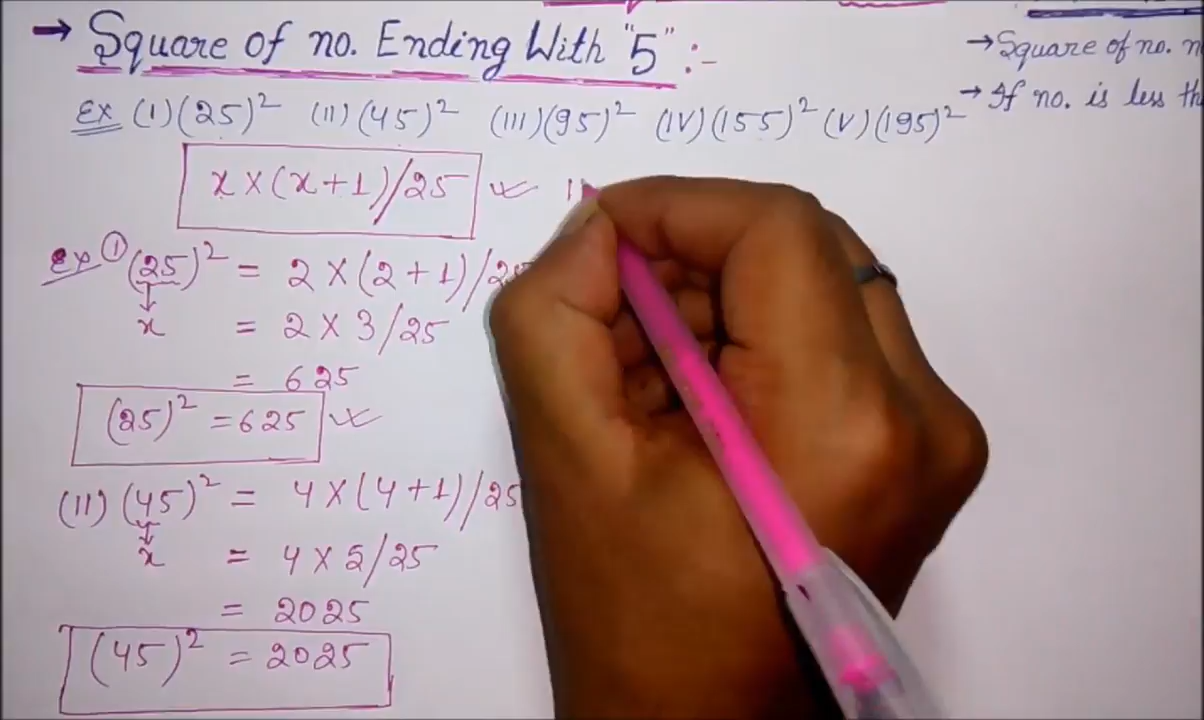 → Square of no. Ending With "5" :-
→ Square of no. n
Ex (I) (25)² (II) (45)² (III) (95)² (IV) (155)² (V) (195)²
→ If no. is less th
x × (x+1)/25
Ex ① (25)² = 2 × (2+1)/25
x = 2 × 3/25
= 625
(25)² = 625
(II) (45)² = 4 × (4+1)/25
x = 4 × 5/25
= 2025
(45)² = 2025